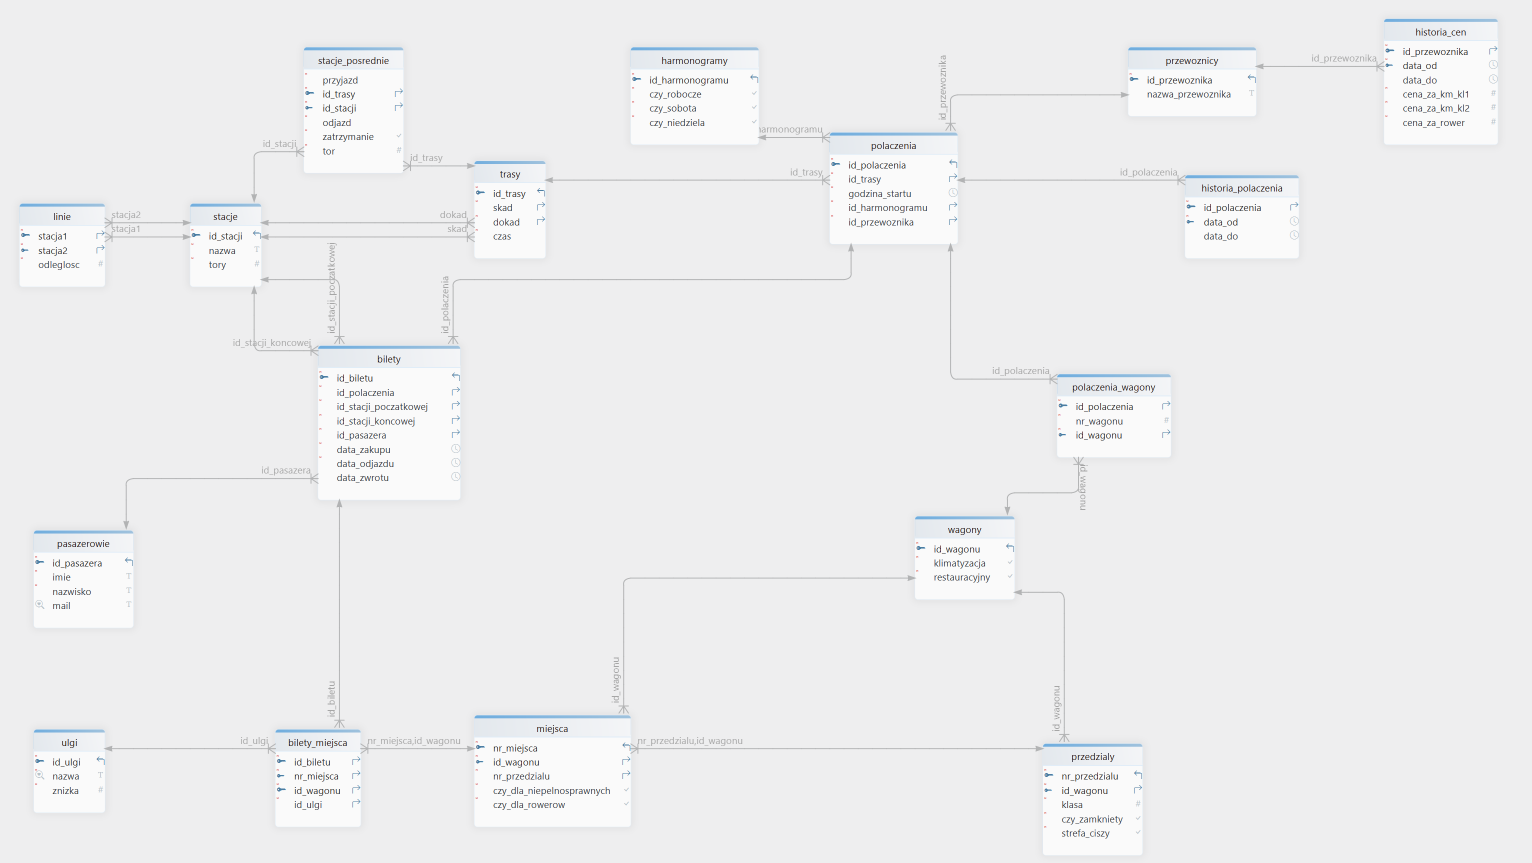 stacje_posrednie
przyjazd
id_trasy
id_stacji
odjazd
zatrzymanie
tor
harmonogramy
id_harmonogramu
czy_robocze
czy_sobota
czy_niedziela
przewoznicy
id_przewoznika
nazwa_przewoznika
historia_cen
id_przewoznika
data_od
data_do
cena_za_km_kl1
cena_za_km_kl2
cena_za_rower
id_przewoznika
id_przewoznika
harmonogramu
polaczenia
id_polaczenia
id_trasy
godzina_startu
id_harmonogramu
id_przewoznika
id_stacji
id_trasy
trasy
id_trasy
skad
dokad
czas
id_trasy
id_polaczenia
historia_polaczenia
id_polaczenia
data_od
data_do
linie
stacja1
stacja2
odleglosc
stacja2
stacja1
stacje
id_stacji
nazwa
tory
dokad
skad
id_stacji_poczatkowej
id_polaczenia
id_stacji_koncowej
bilety
id_biletu
id_polaczenia
id_stacji_poczatkowej
id_stacji_koncowej
id_pasazera
data_zakupu
data_odjazdu
data_zwrotu
id_polaczenia
polaczenia_wagony
id_polaczenia
nr_wagonu
id_wagonu
id_pasazera
pasazerowie
id_pasazera
imie
nazwisko
mail
wagony
id_wagonu
klimatyzacja
restauracyjny
id_biletu
id_wagonu
id_wagonu
ulgi
id_ulgi
nazwa
znizka
id_ulgi
bilety_miejsca
id_biletu
nr_miejsca
id_wagonu
id_ulgi
nr_miejsca,id_wagonu
miejsca
nr_miejsca
id_wagonu
nr_przedzialu
czy_dla_niepelnosprawnych
czy_dla_rowerow
nr_przedzialu,id_wagonu
przedzialy
nr_przedzialu
id_wagonu
klasa
czy_zamkniety
strefa_ciszy